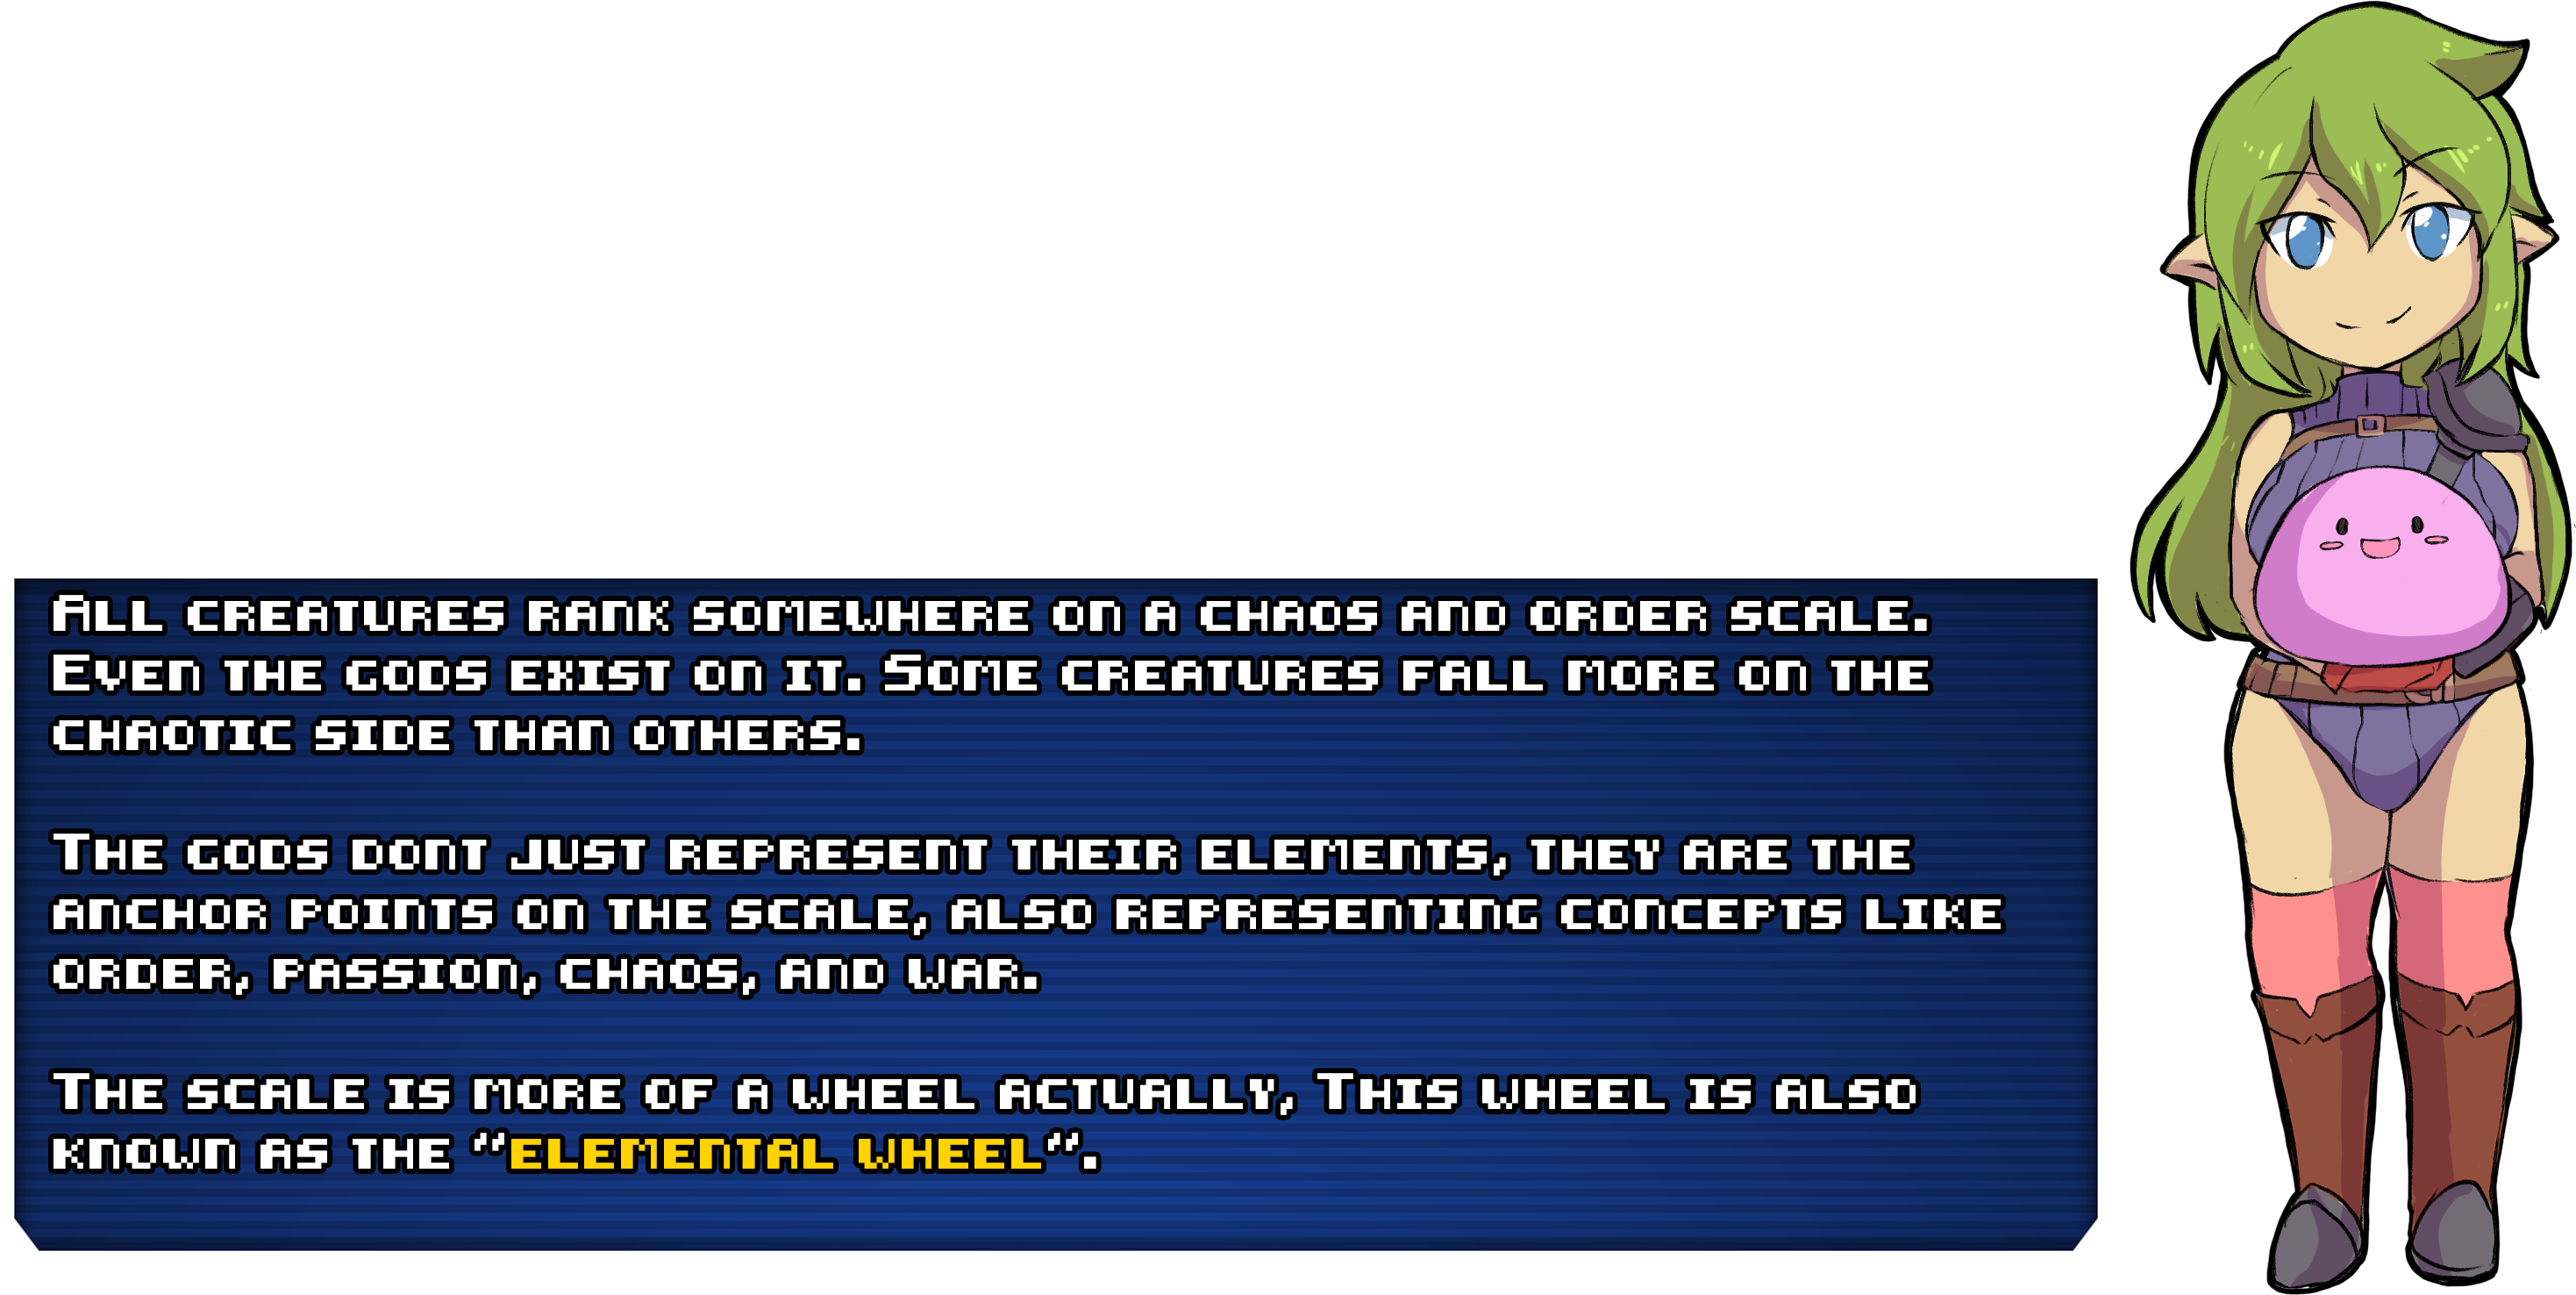 All creatures rank somewhere on a chaos and order scale.
Even the gods exist on it. Some creatures fall more on the
chaotic side than others.
The gods dont just represent their elements, they are the
anchor points on the scale, also representing concepts like
order, passion, chaos, and war.
The scale is more of a wheel actually, This wheel is also
known as the "elemental wheel".